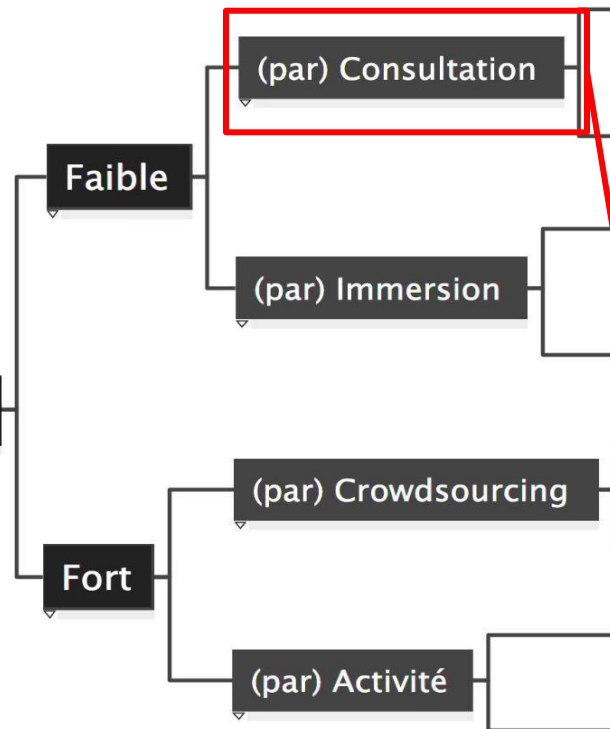 (par) Consultation
Faible
(par) Immersion
(par) Crowdsourcing
Fort
(par) Activité